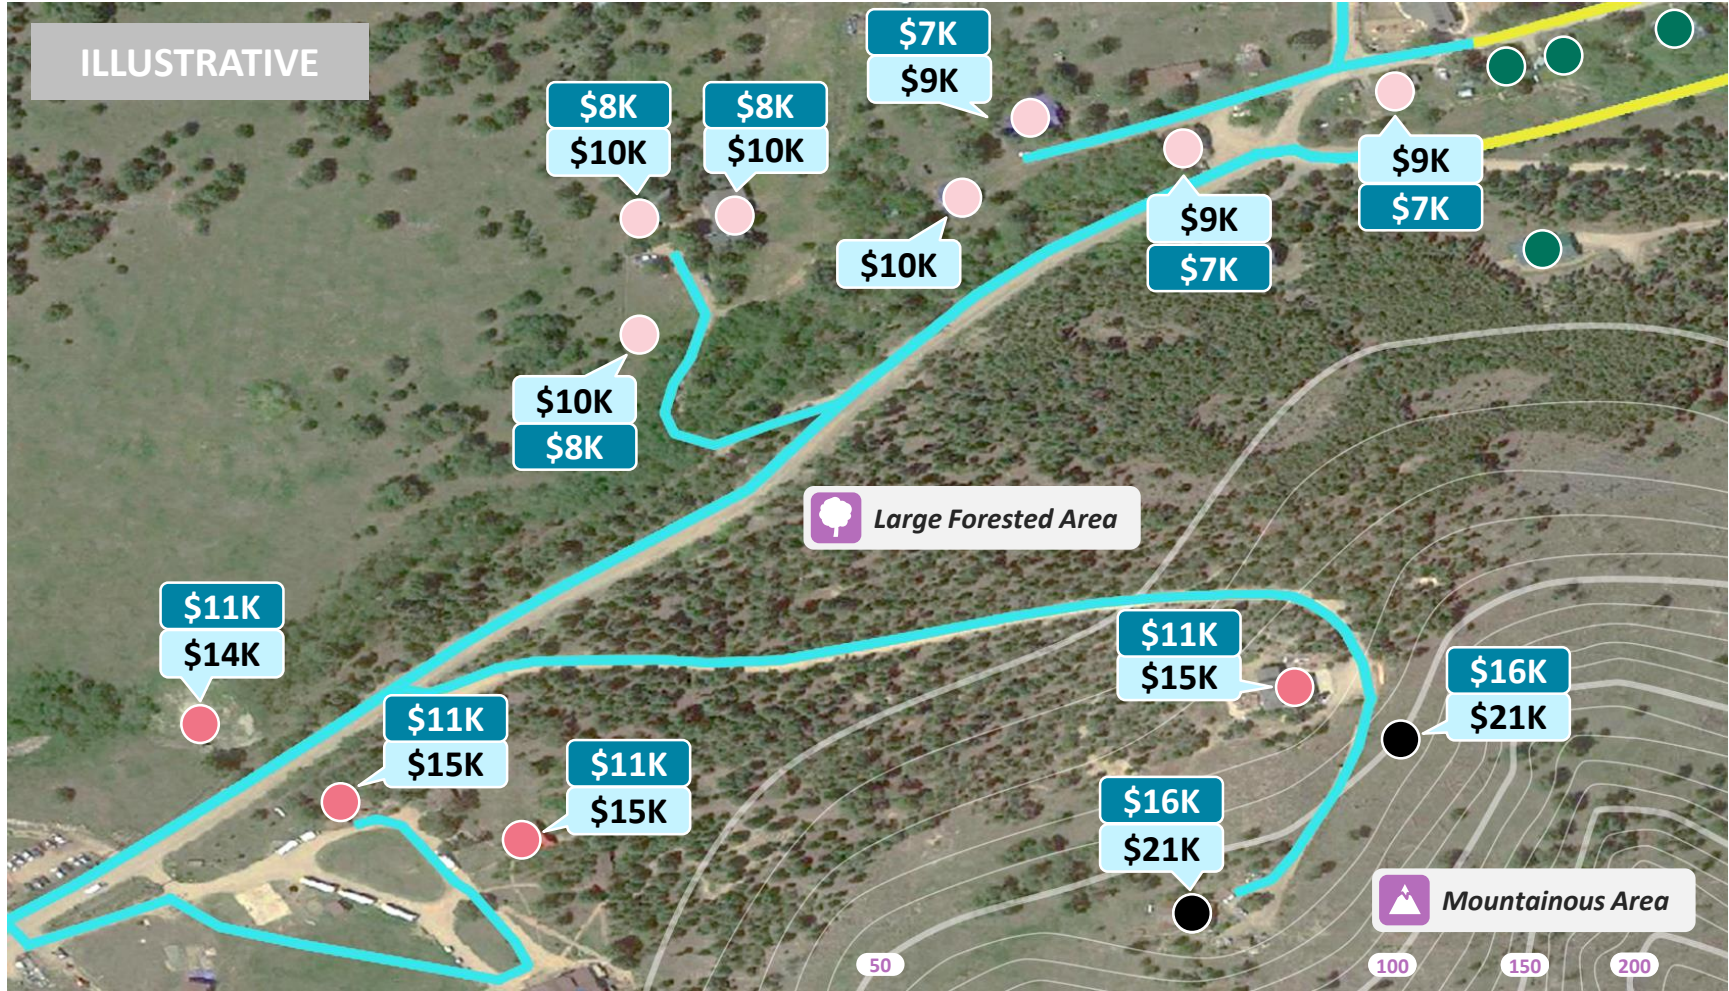 ILLUSTRATIVE
$7K
$9K
$8K
$10K
$8K
$10K
$9K
$7K
$9K
$7K
$10K
$10K
$8K
Large Forested Area
$11K
$14K
$11K
$15K
$16K
$21K
$11K
$15K
$11K
$15K
$16K
$21K
Mountainous Area
50
100
150
200